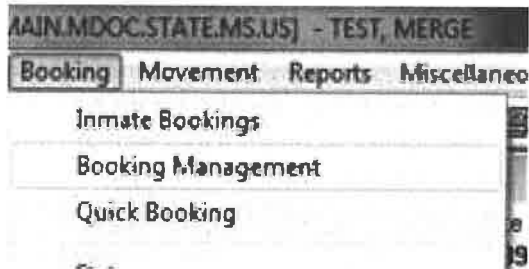 MAIN.MDOC.STATE.MS.US] - TEST, MERGE
Booking Movement Reports Miscellaneo
Inmate Bookings
Booking Management
Quick Booking